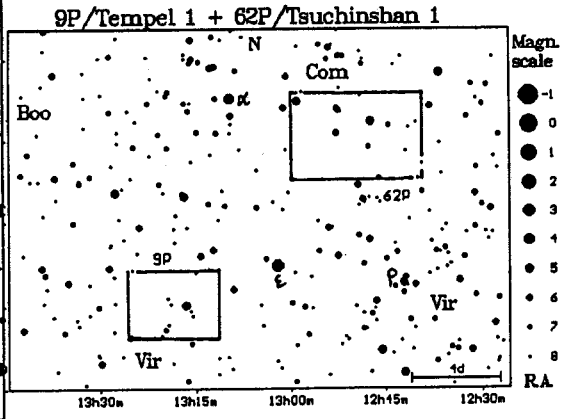 9P/Tempel 1 + 62P/Tsuchinshan 1
N
Magn.
scale
Com
α
Boo
-1
0
1
2
3
4
5
6
7
8
62P
9P
ε
ρ
Vir
Vir
4d
RA
13h30m 13h15m 13h00m 12h15m 12h30m